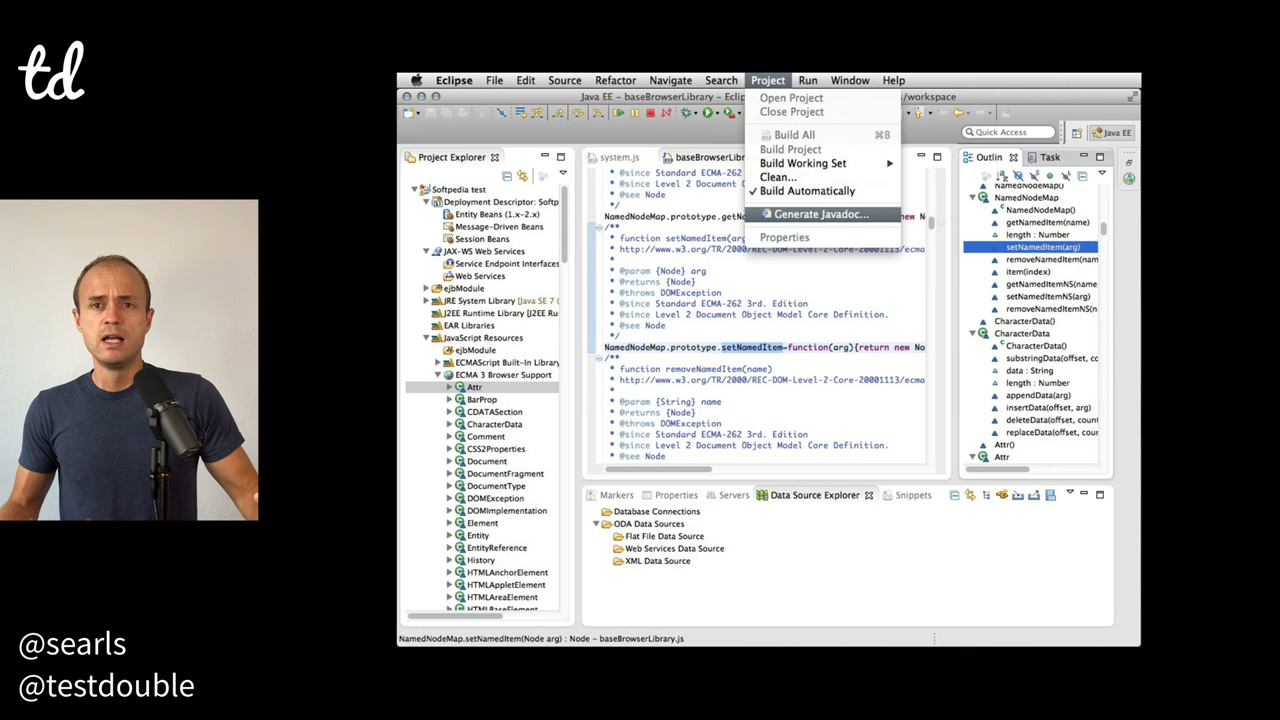 td
Eclipse File Edit Source Refactor Navigate Search Project Run Window Help
Java EE – baseBrowserLibrary – Eclip
s/workspace
Open Project
Close Project
Build All ⌘B
Build Project
Build Working Set
Clean...
Build Automatically
Generate Javadoc...
Properties
Quick Access
Java EE
Project Explorer
Softpedia test
Deployment Descriptor: Softpe
Entity Beans (1.x-2.x)
Message-Driven Beans
Session Beans
JAX-WS Web Services
Service Endpoint Interfaces
Web Services
ejbModule
JRE System Library [Java SE 7 (
J2EE Runtime Library [J2EE Runtim
EAR Libraries
JavaScript Resources
ejbModule
ECMAScript Built-In Library
ECMA 3 Browser Support
Attr
BarProp
CDATASection
CharacterData
Comment
CSS2Properties
Document
DocumentFragment
DocumentType
DOMException
DOMImplementation
Element
Entity
EntityReference
History
HTMLAnchorElement
HTMLAppletElement
HTMLAreaElement
HTMLBaseElement
system.js
baseBrowserLibr
* @since Standard ECMA-262 3rd.
* @since Level 2 Document Objec
* @see Node
*/
NamedNodeMap.prototype.getN
n new N
/**
* function setNamedItem(arg
* http://www.w3.org/TR/2000/REC-DOM-Level-2-Core-20001113/ecma
*
* @param {Node} arg
* @returns {Node}
* @throws DOMException
* @since Standard ECMA-262 3rd. Edition
* @since Level 2 Document Object Model Core Definition.
* @see Node
*/
NamedNodeMap.prototype.setNamedItem=function(arg){return new No
/**
* function removeNamedItem(name)
* http://www.w3.org/TR/2000/REC-DOM-Level-2-Core-20001113/ecma
*
* @param {String} name
* @returns {Node}
* @throws DOMException
* @since Standard ECMA-262 3rd. Edition
* @since Level 2 Document Object Model Core Definition.
* @see Node
Outlin
Task
NamedNodeMap()
NamedNodeMap
NamedNodeMap()
getNamedItem(name)
length : Number
setNamedItem(arg)
removeNamedItem(nam
item(index)
getNamedItemNS(name
setNamedItemNS(arg)
removeNamedItemNS(n
CharacterData()
CharacterData
CharacterData()
substringData(offset, co
data : String
length : Number
appendData(arg)
insertData(offset, arg)
deleteData(offset, coun
replaceData(offset, cou
Attr()
Attr
Markers Properties Servers Data Source Explorer Snippets
Database Connections
ODA Data Sources
Flat File Data Source
Web Services Data Source
XML Data Source
NamedNodeMap.setNamedItem(Node arg) : Node – baseBrowserLibrary.js
@searls
@testdouble